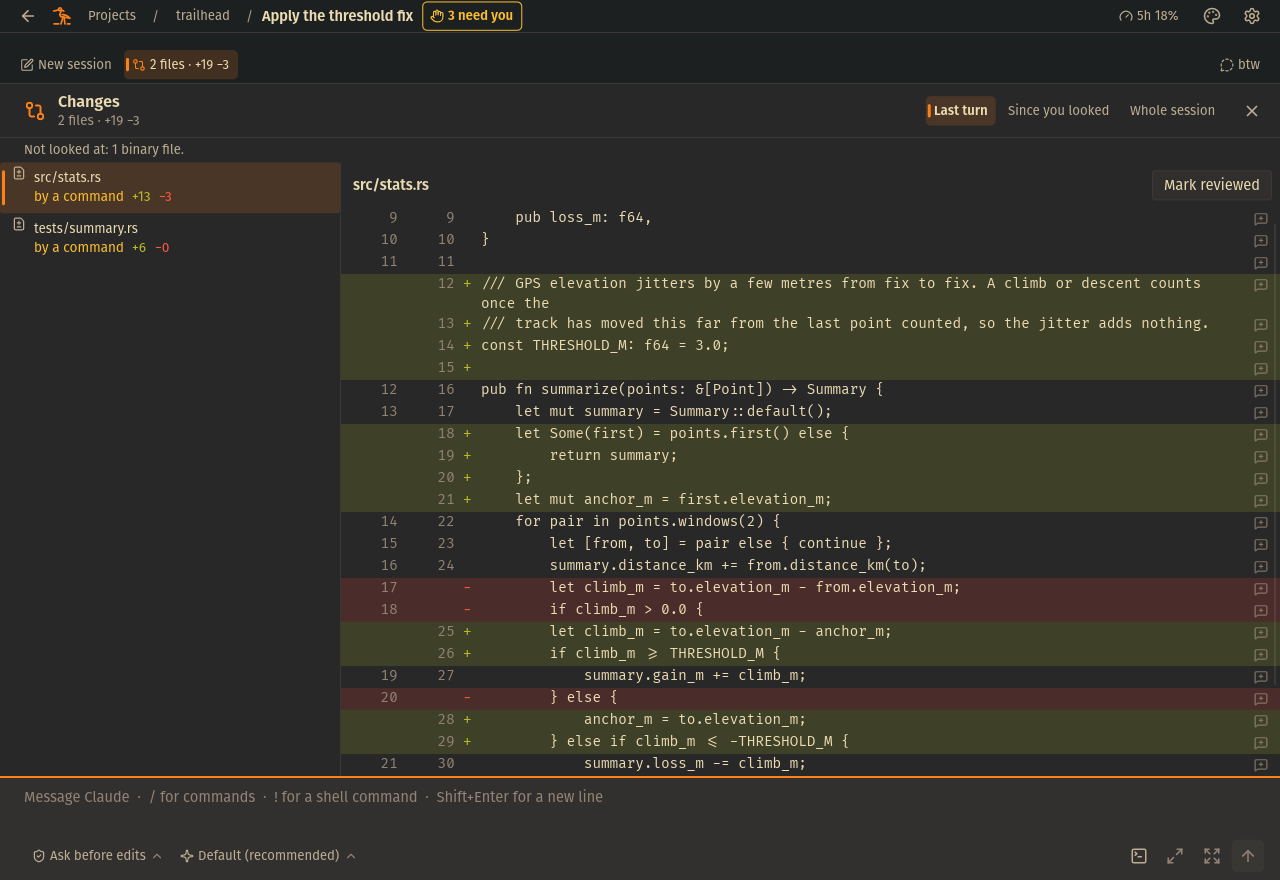 Projects / trailhead / Apply the threshold fix 3 need you 5h 18%
New session 2 files · +19 −3 btw
Changes
2 files · +19 −3
Last turn Since you looked Whole session
Not looked at: 1 binary file.
src/stats.rs
by a command +13 −3
tests/summary.rs
by a command +6 −0
src/stats.rs Mark reviewed
9 9 pub loss_m: f64,
10 10 }
11 11
12 + /// GPS elevation jitters by a few metres from fix to fix. A climb or descent counts
once the
13 + /// track has moved this far from the last point counted, so the jitter adds nothing.
14 + const THRESHOLD_M: f64 = 3.0;
15 +
12 16 pub fn summarize(points: &[Point]) -> Summary {
13 17 let mut summary = Summary::default();
18 + let Some(first) = points.first() else {
19 + return summary;
20 + };
21 + let mut anchor_m = first.elevation_m;
14 22 for pair in points.windows(2) {
15 23 let [from, to] = pair else { continue };
16 24 summary.distance_km += from.distance_km(to);
17 - let climb_m = to.elevation_m - from.elevation_m;
18 - if climb_m > 0.0 {
25 + let climb_m = to.elevation_m - anchor_m;
26 + if climb_m >= THRESHOLD_M {
19 27 summary.gain_m += climb_m;
20 - } else {
28 + anchor_m = to.elevation_m;
29 + } else if climb_m <= -THRESHOLD_M {
21 30 summary.loss_m -= climb_m;
Message Claude · / for commands · ! for a shell command · Shift+Enter for a new line
Ask before edits Default (recommended)